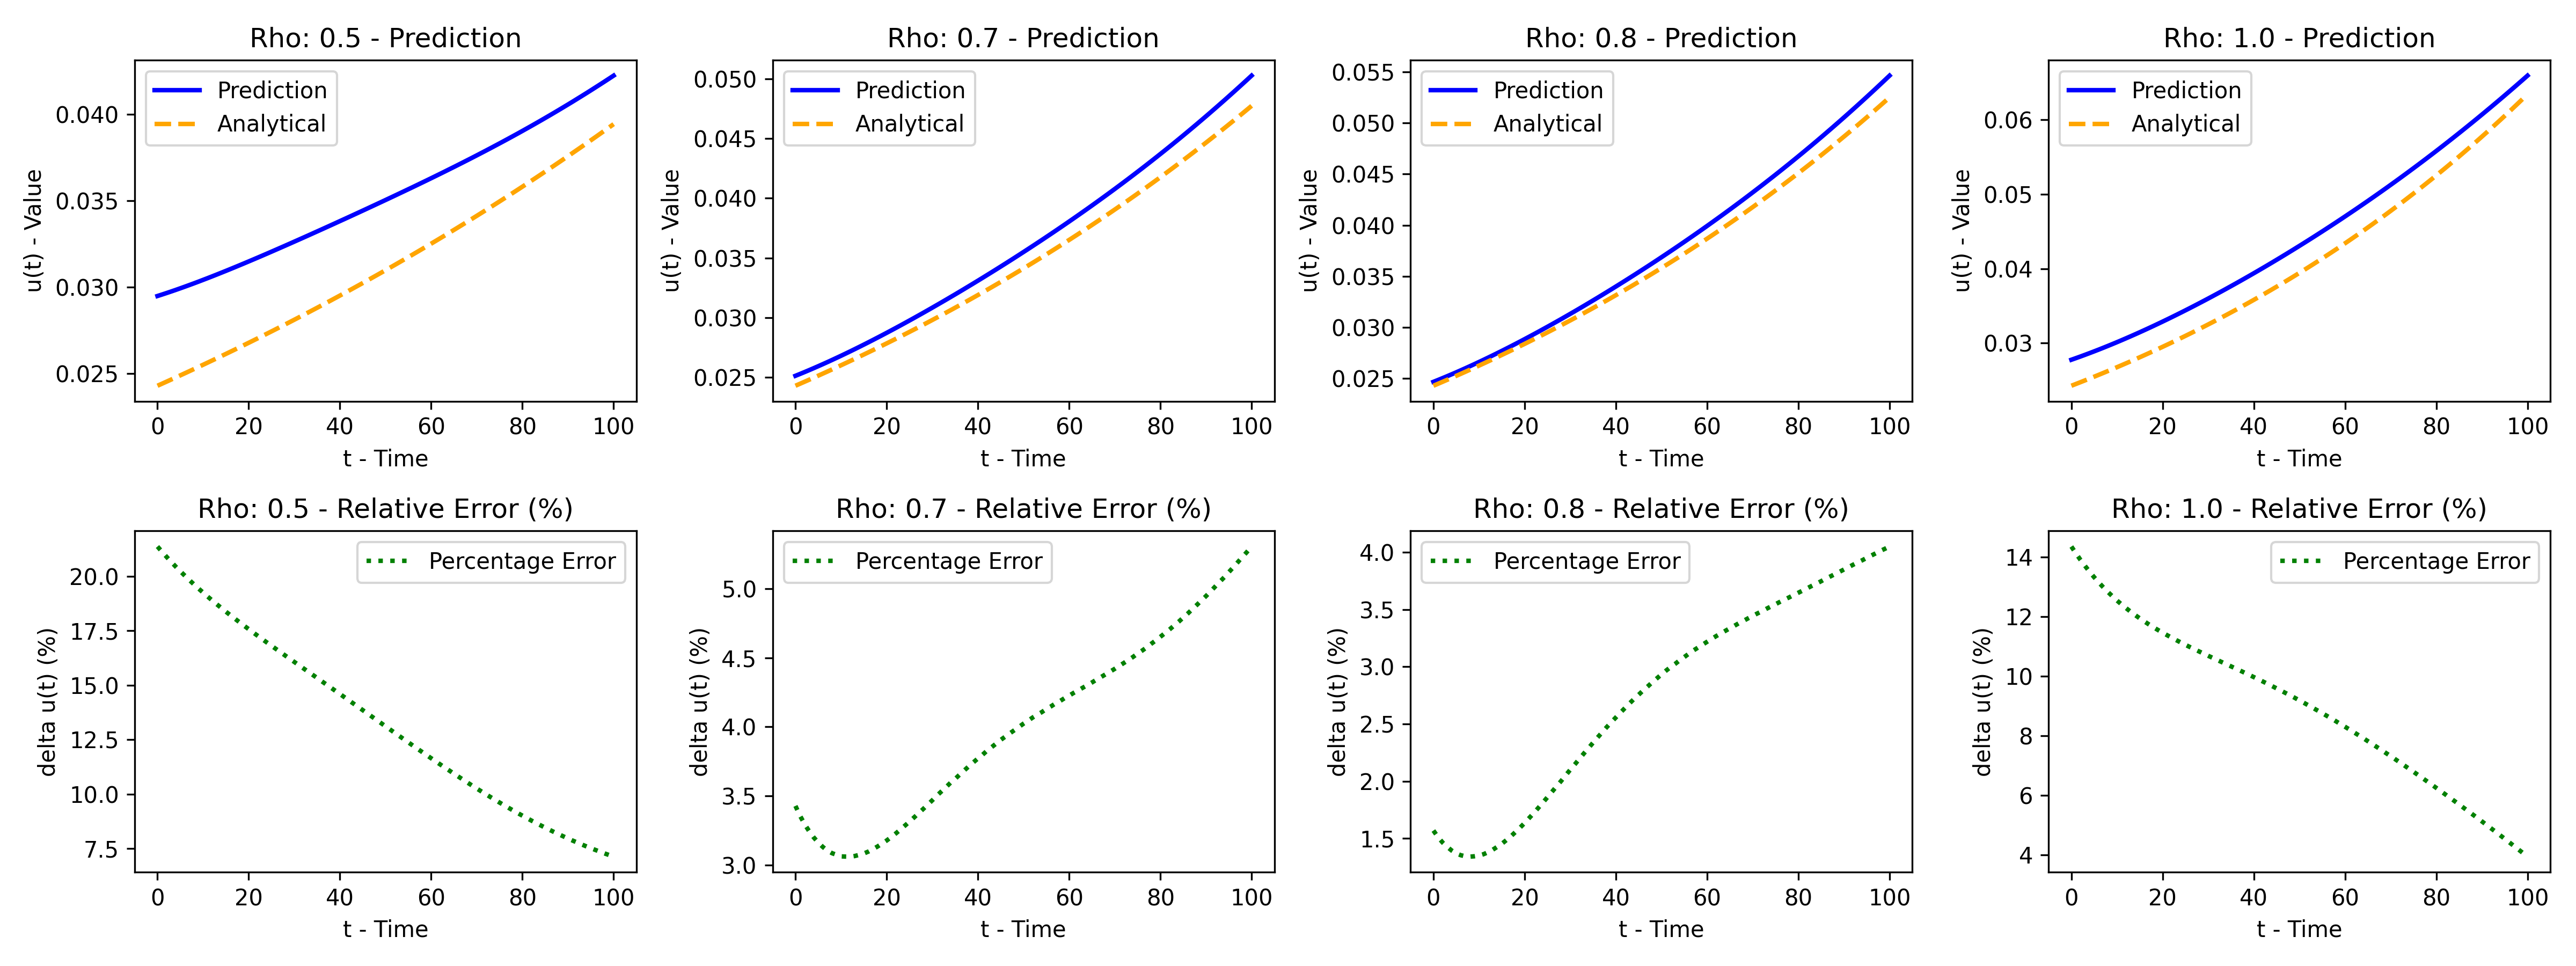 Rho: 0.5 - Prediction
Prediction
Analytical
0.040
0.035
0.030
0.025
u(t) - Value
0 20 40 60 80 100
t - Time
Rho: 0.7 - Prediction
Prediction
Analytical
0.050
0.045
0.040
0.035
0.030
0.025
u(t) - Value
0 20 40 60 80 100
t - Time
Rho: 0.8 - Prediction
Prediction
Analytical
0.055
0.050
0.045
0.040
0.035
0.030
0.025
u(t) - Value
0 20 40 60 80 100
t - Time
Rho: 1.0 - Prediction
Prediction
Analytical
0.06
0.05
0.04
0.03
u(t) - Value
0 20 40 60 80 100
t - Time
Rho: 0.5 - Relative Error (%)
Percentage Error
20.0
17.5
15.0
12.5
10.0
7.5
delta u(t) (%)
0 20 40 60 80 100
t - Time
Rho: 0.7 - Relative Error (%)
Percentage Error
5.0
4.5
4.0
3.5
3.0
delta u(t) (%)
0 20 40 60 80 100
t - Time
Rho: 0.8 - Relative Error (%)
Percentage Error
4.0
3.5
3.0
2.5
2.0
1.5
delta u(t) (%)
0 20 40 60 80 100
t - Time
Rho: 1.0 - Relative Error (%)
Percentage Error
14
12
10
8
6
4
delta u(t) (%)
0 20 40 60 80 100
t - Time